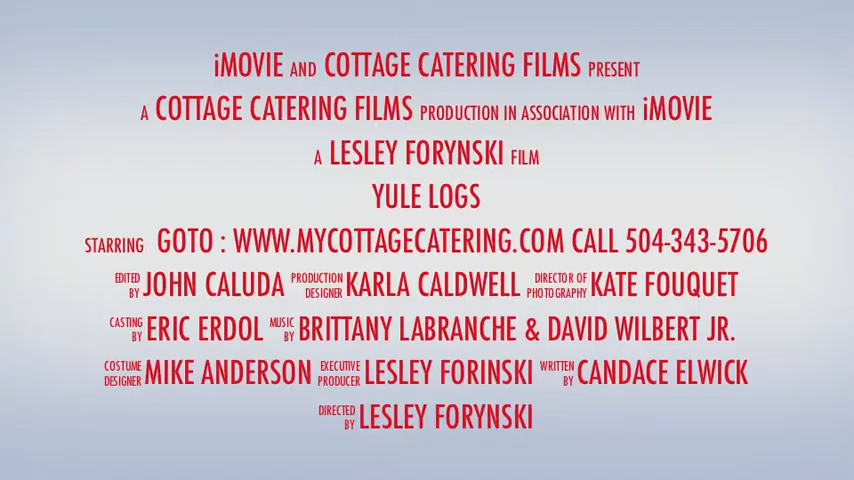 iMOVIE AND COTTAGE CATERING FILMS PRESENT
A COTTAGE CATERING FILMS PRODUCTION IN ASSOCIATION WITH iMOVIE
A LESLEY FORYNSKI FILM
YULE LOGS
STARRING GOTO : WWW.MYCOTTAGECATERING.COM CALL 504-343-5706
EDITED BY JOHN CALUDA PRODUCTION DESIGNER KARLA CALDWELL DIRECTOR OF PHOTOGRAPHY KATE FOUQUET
CASTING BY ERIC ERDOL MUSIC BY BRITTANY LABRANCHE & DAVID WILBERT JR.
COSTUME DESIGNER MIKE ANDERSON EXECUTIVE PRODUCER LESLEY FORINSKI WRITTEN BY CANDACE ELWICK
DIRECTED BY LESLEY FORYNSKI